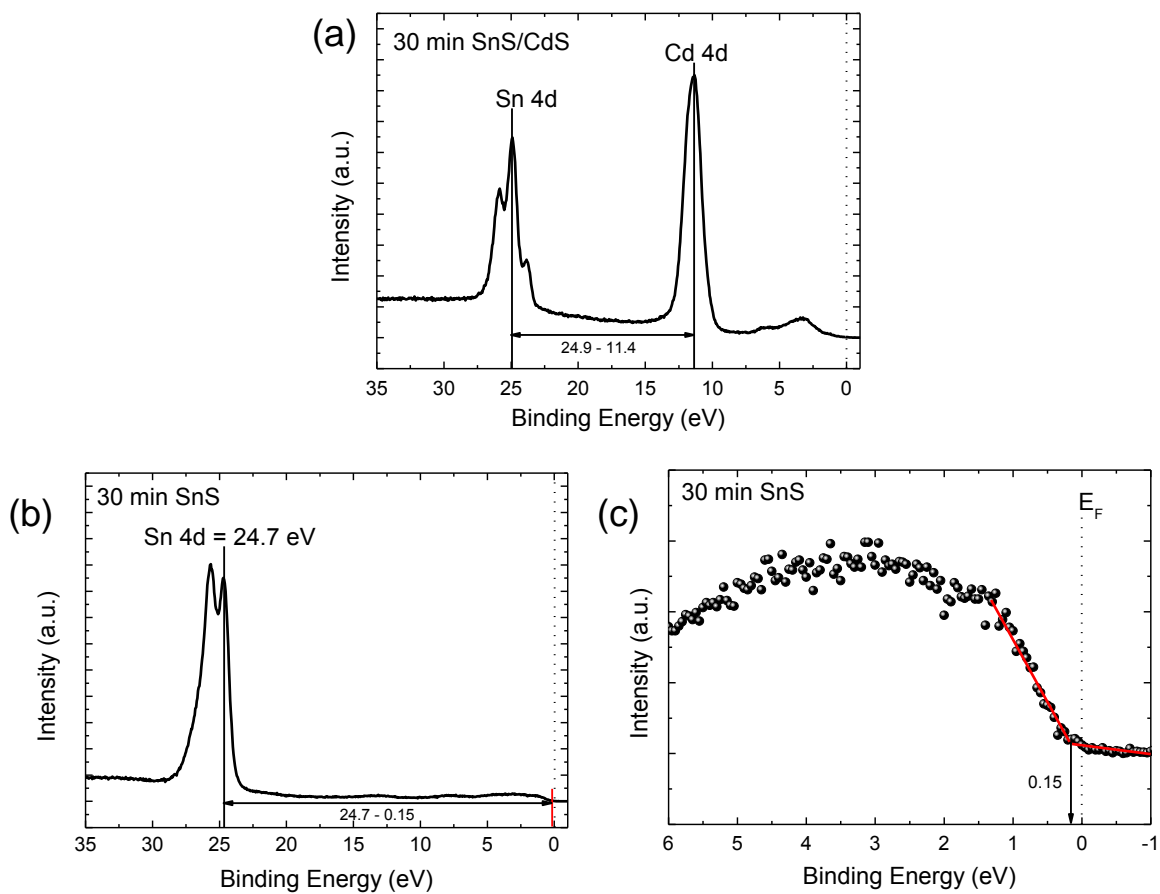 (a)
30 min SnS/CdS
Cd 4d
Sn 4d
Intensity (a.u.)
24.9 - 11.4
35 30 25 20 15 10 5 0
Binding Energy (eV)
(b)
30 min SnS
Sn 4d = 24.7 eV
Intensity (a.u.)
24.7 - 0.15
35 30 25 20 15 10 5 0
Binding Energy (eV)
(c)
30 min SnS
E_F
Intensity (a.u.)
0.15
6 5 4 3 2 1 0 -1
Binding Energy (eV)